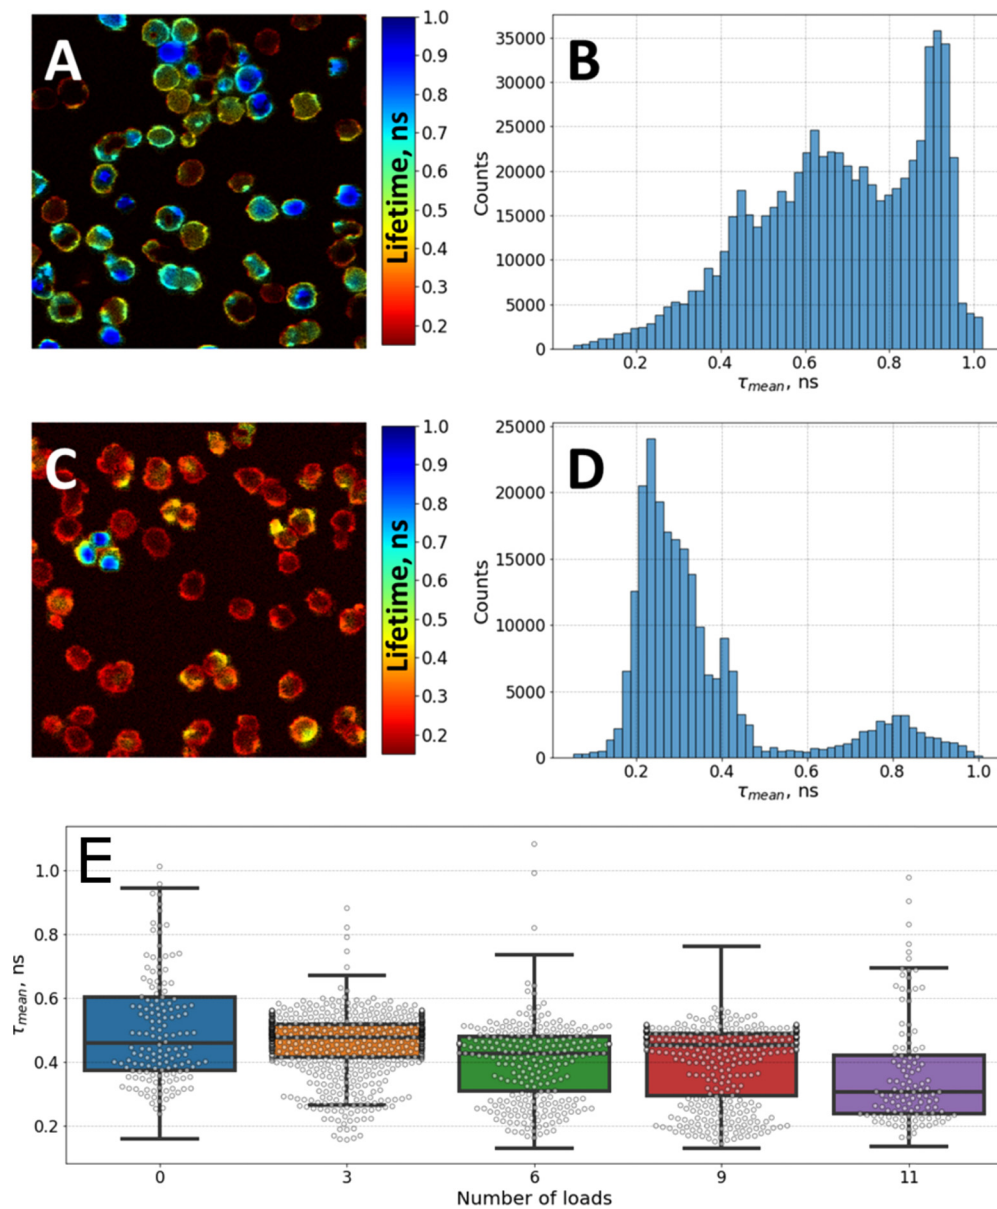 A
1.0
0.9
0.8
0.7
0.6
0.5
0.4
0.3
0.2
Lifetime, ns
B
Counts
35000
30000
25000
20000
15000
10000
5000
0
0.2 0.4 0.6 0.8 1.0
τmean, ns
C
1.0
0.9
0.8
0.7
0.6
0.5
0.4
0.3
0.2
Lifetime, ns
D
Counts
25000
20000
15000
10000
5000
0
0.2 0.4 0.6 0.8 1.0
τmean, ns
E
τmean, ns
1.0
0.8
0.6
0.4
0.2
0 3 6 9 11
Number of loads